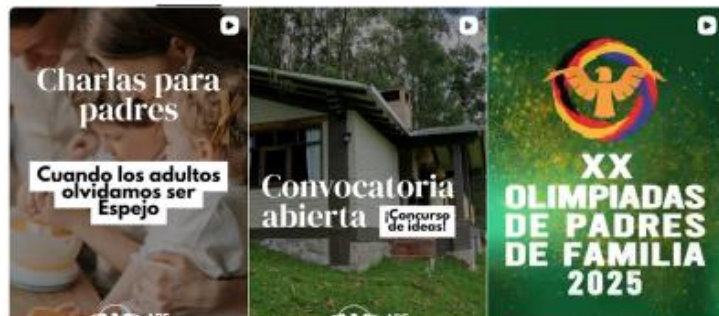 Charlas para
padres
Cuando los adultos
olvidamos ser
Espejo
Convocatoria
abierta
¡Concurso
de ideas!
XX
OLIMPIADAS
DE PADRES
DE FAMILIA
2025